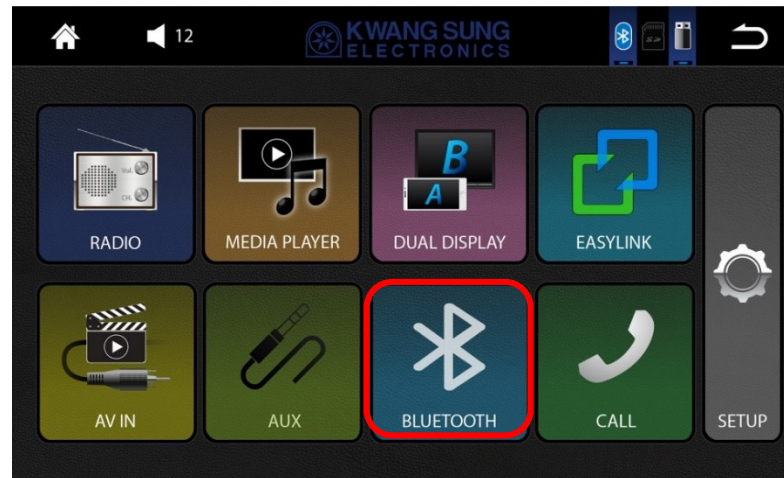 12
KWANG SUNG
ELECTRONICS
RADIO
MEDIA PLAYER
DUAL DISPLAY
B
A
EASYLINK
AV IN
AUX
BLUETOOTH
CALL
SETUP